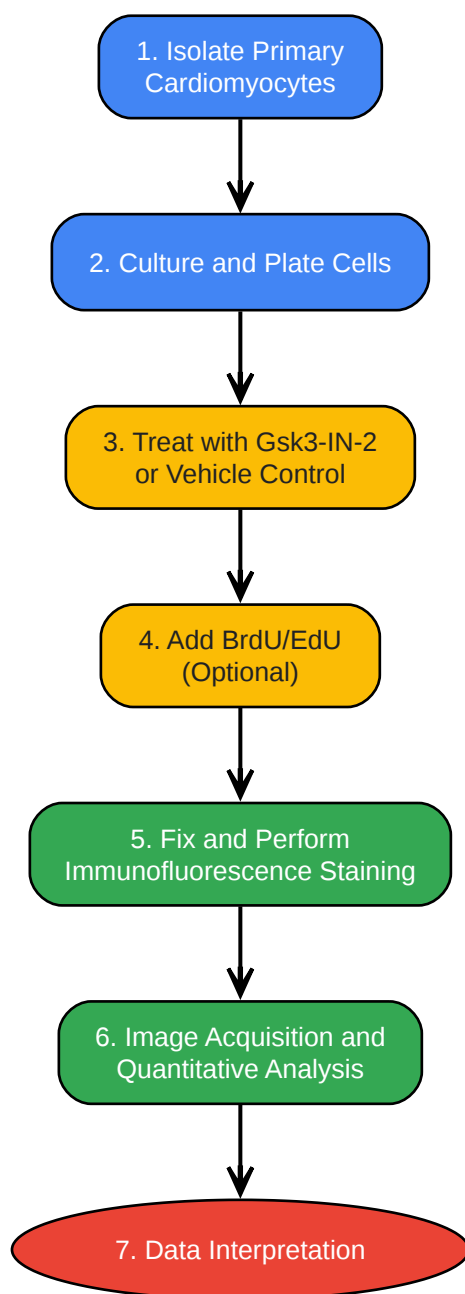 1. Isolate Primary
Cardiomyocytes
2. Culture and Plate Cells
3. Treat with Gsk3-IN-2
or Vehicle Control
4. Add BrdU/EdU
(Optional)
5. Fix and Perform
Immunofluorescence Staining
6. Image Acquisition and
Quantitative Analysis
7. Data Interpretation